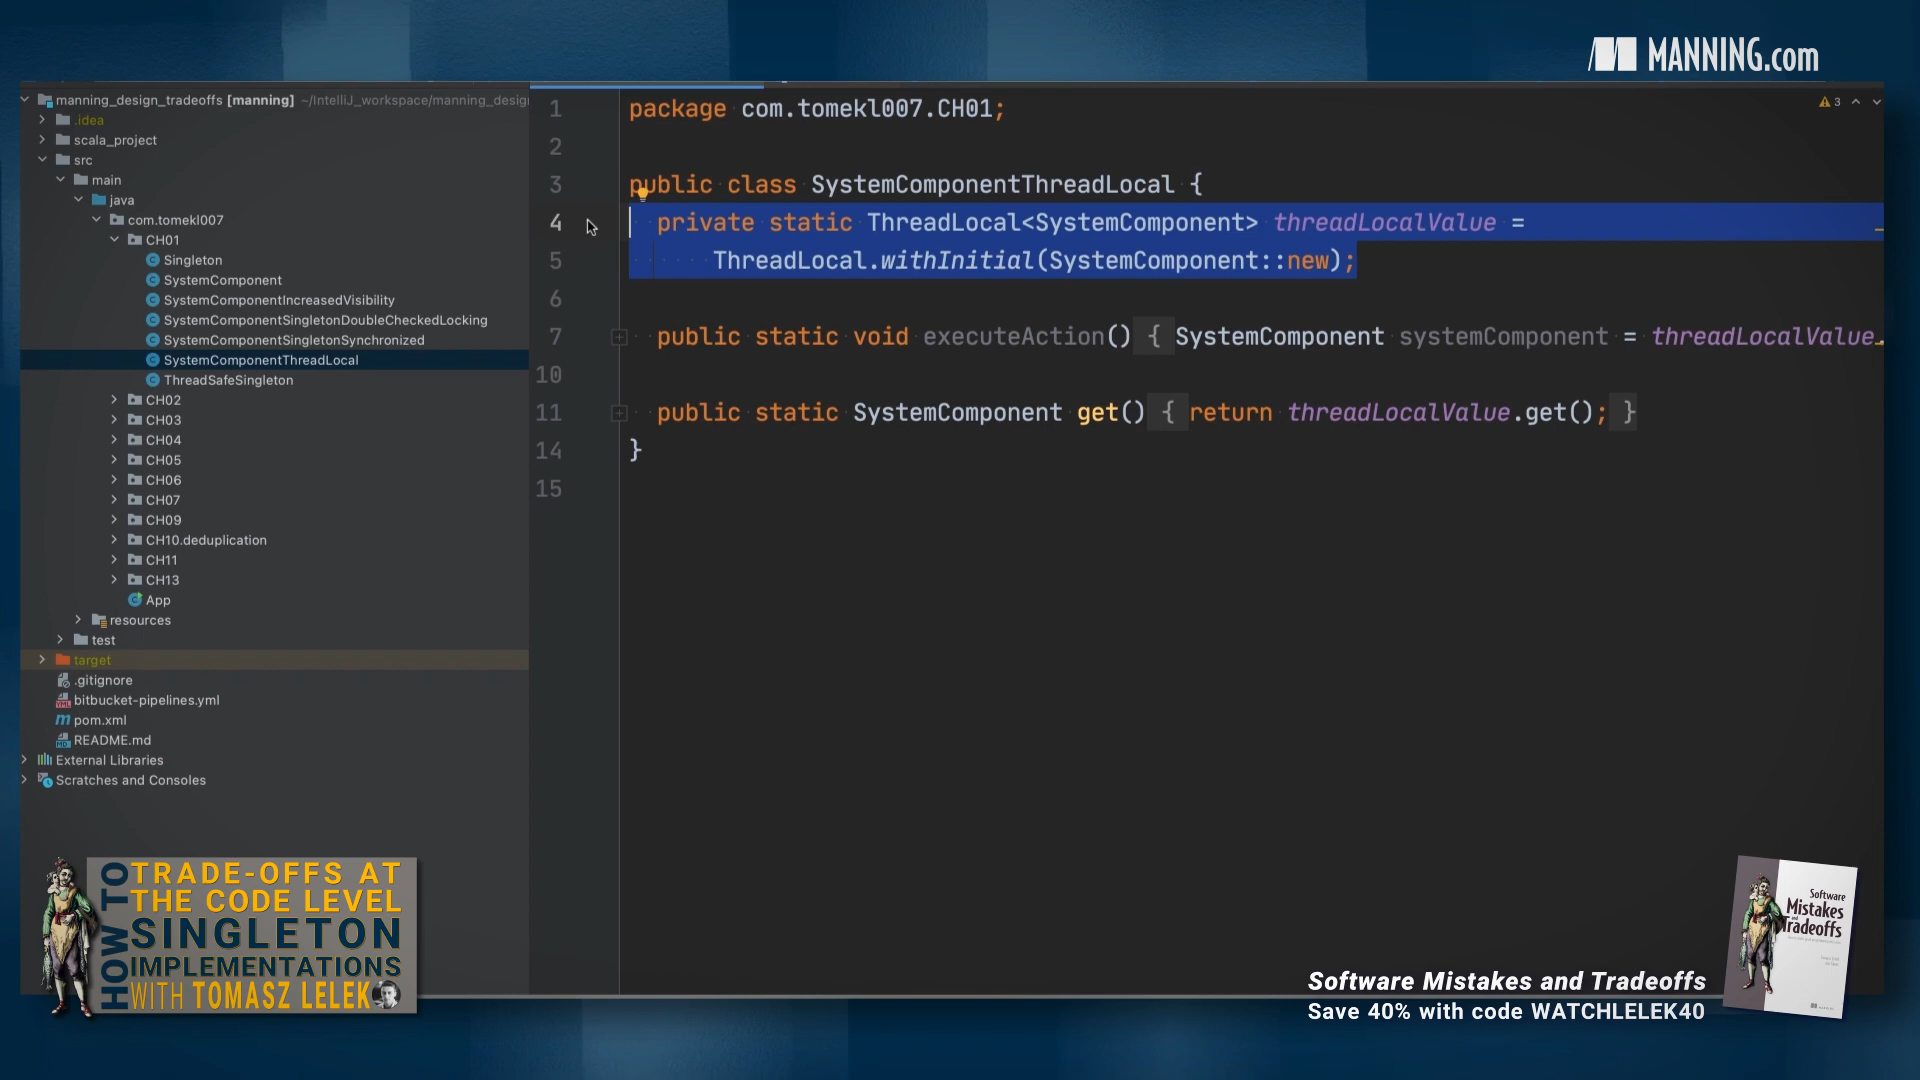 MANNING.com
manning_design_tradeoffs [manning] ~/IntelliJ_workspace/manning_desig
.idea
scala_project
src
main
java
com.tomekl007
CH01
Singleton
SystemComponent
SystemComponentIncreasedVisibility
SystemComponentSingletonDoubleCheckedLocking
SystemComponentSingletonSynchronized
SystemComponentThreadLocal
ThreadSafeSingleton
CH02
CH03
CH04
CH05
CH06
CH07
CH09
CH10.deduplication
CH11
CH13
App
resources
test
target
.gitignore
bitbucket-pipelines.yml
pom.xml
README.md
External Libraries
Scratches and Consoles
1 package com.tomekl007.CH01;
2
3 public class SystemComponentThreadLocal {
4 private static ThreadLocal<SystemComponent> threadLocalValue =
5 ThreadLocal.withInitial(SystemComponent::new);
6
7 public static void executeAction() { SystemComponent systemComponent = threadLocalValue.
10
11 public static SystemComponent get() { return threadLocalValue.get(); }
14 }
15
3
HOW TO
TRADE-OFFS AT
THE CODE LEVEL
SINGLETON
IMPLEMENTATIONS
WITH TOMASZ LELEK
Software Mistakes and Tradeoffs
Save 40% with code WATCHLELEK40
Software
Mistakes
and
Tradeoffs